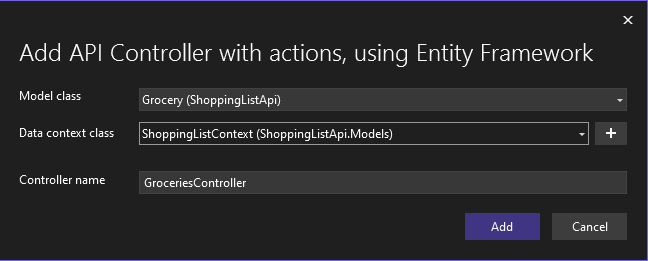 Add API Controller with actions, using Entity Framework
Model class
Grocery (ShoppingListApi)
Data context class
ShoppingListContext (ShoppingListApi.Models)
Controller name
GroceriesController
Add
Cancel